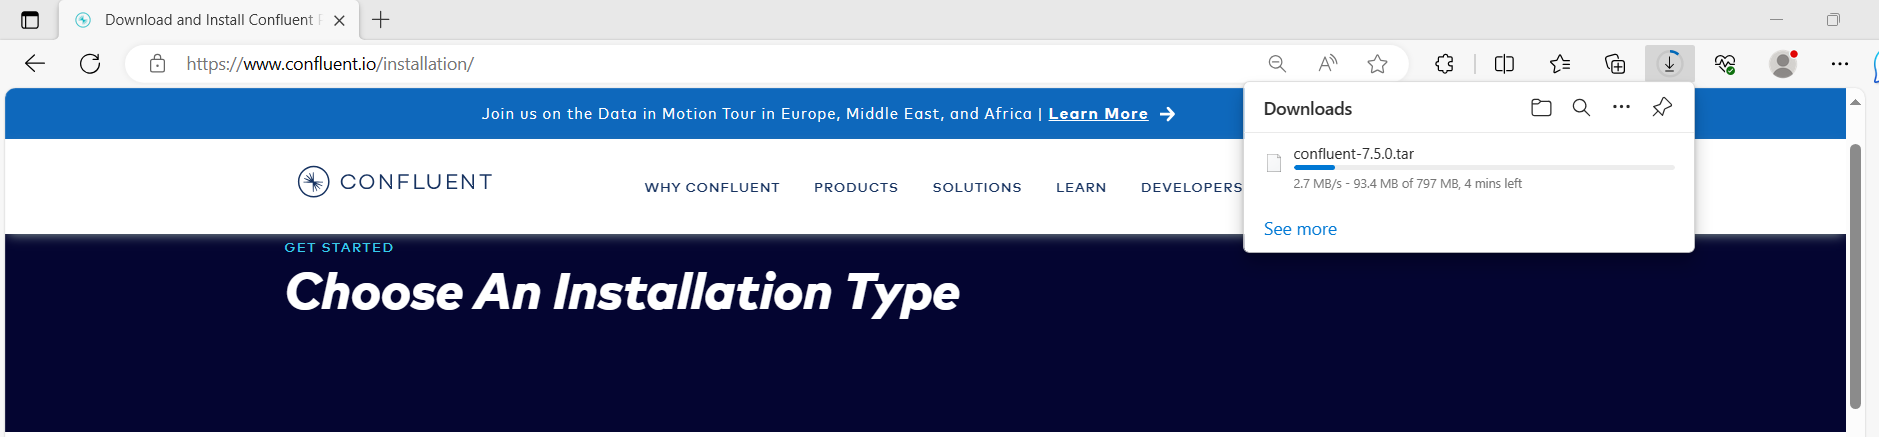 Download and Install Confluent
https://www.confluent.io/installation/
Join us on the Data in Motion Tour in Europe, Middle East, and Africa | Learn More →
Downloads
confluent-7.5.0.tar
2.7 MB/s - 93.4 MB of 797 MB, 4 mins left
See more
CONFLUENT
WHY CONFLUENT PRODUCTS SOLUTIONS LEARN DEVELOPERS
GET STARTED
Choose An Installation Type